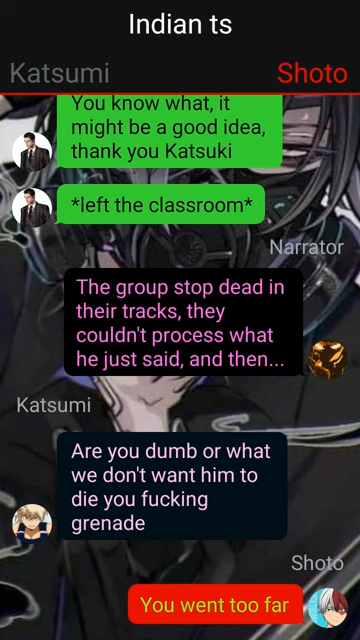 Indian ts
Katsumi
Shoto
You know what, it
might be a good idea,
thank you Katsuki
*left the classroom*
Narrator
The group stop dead in
their tracks, they
couldn't process what
he just said, and then...
Katsumi
Are you dumb or what
we don't want him to
die you fucking
grenade
Shoto
You went too far